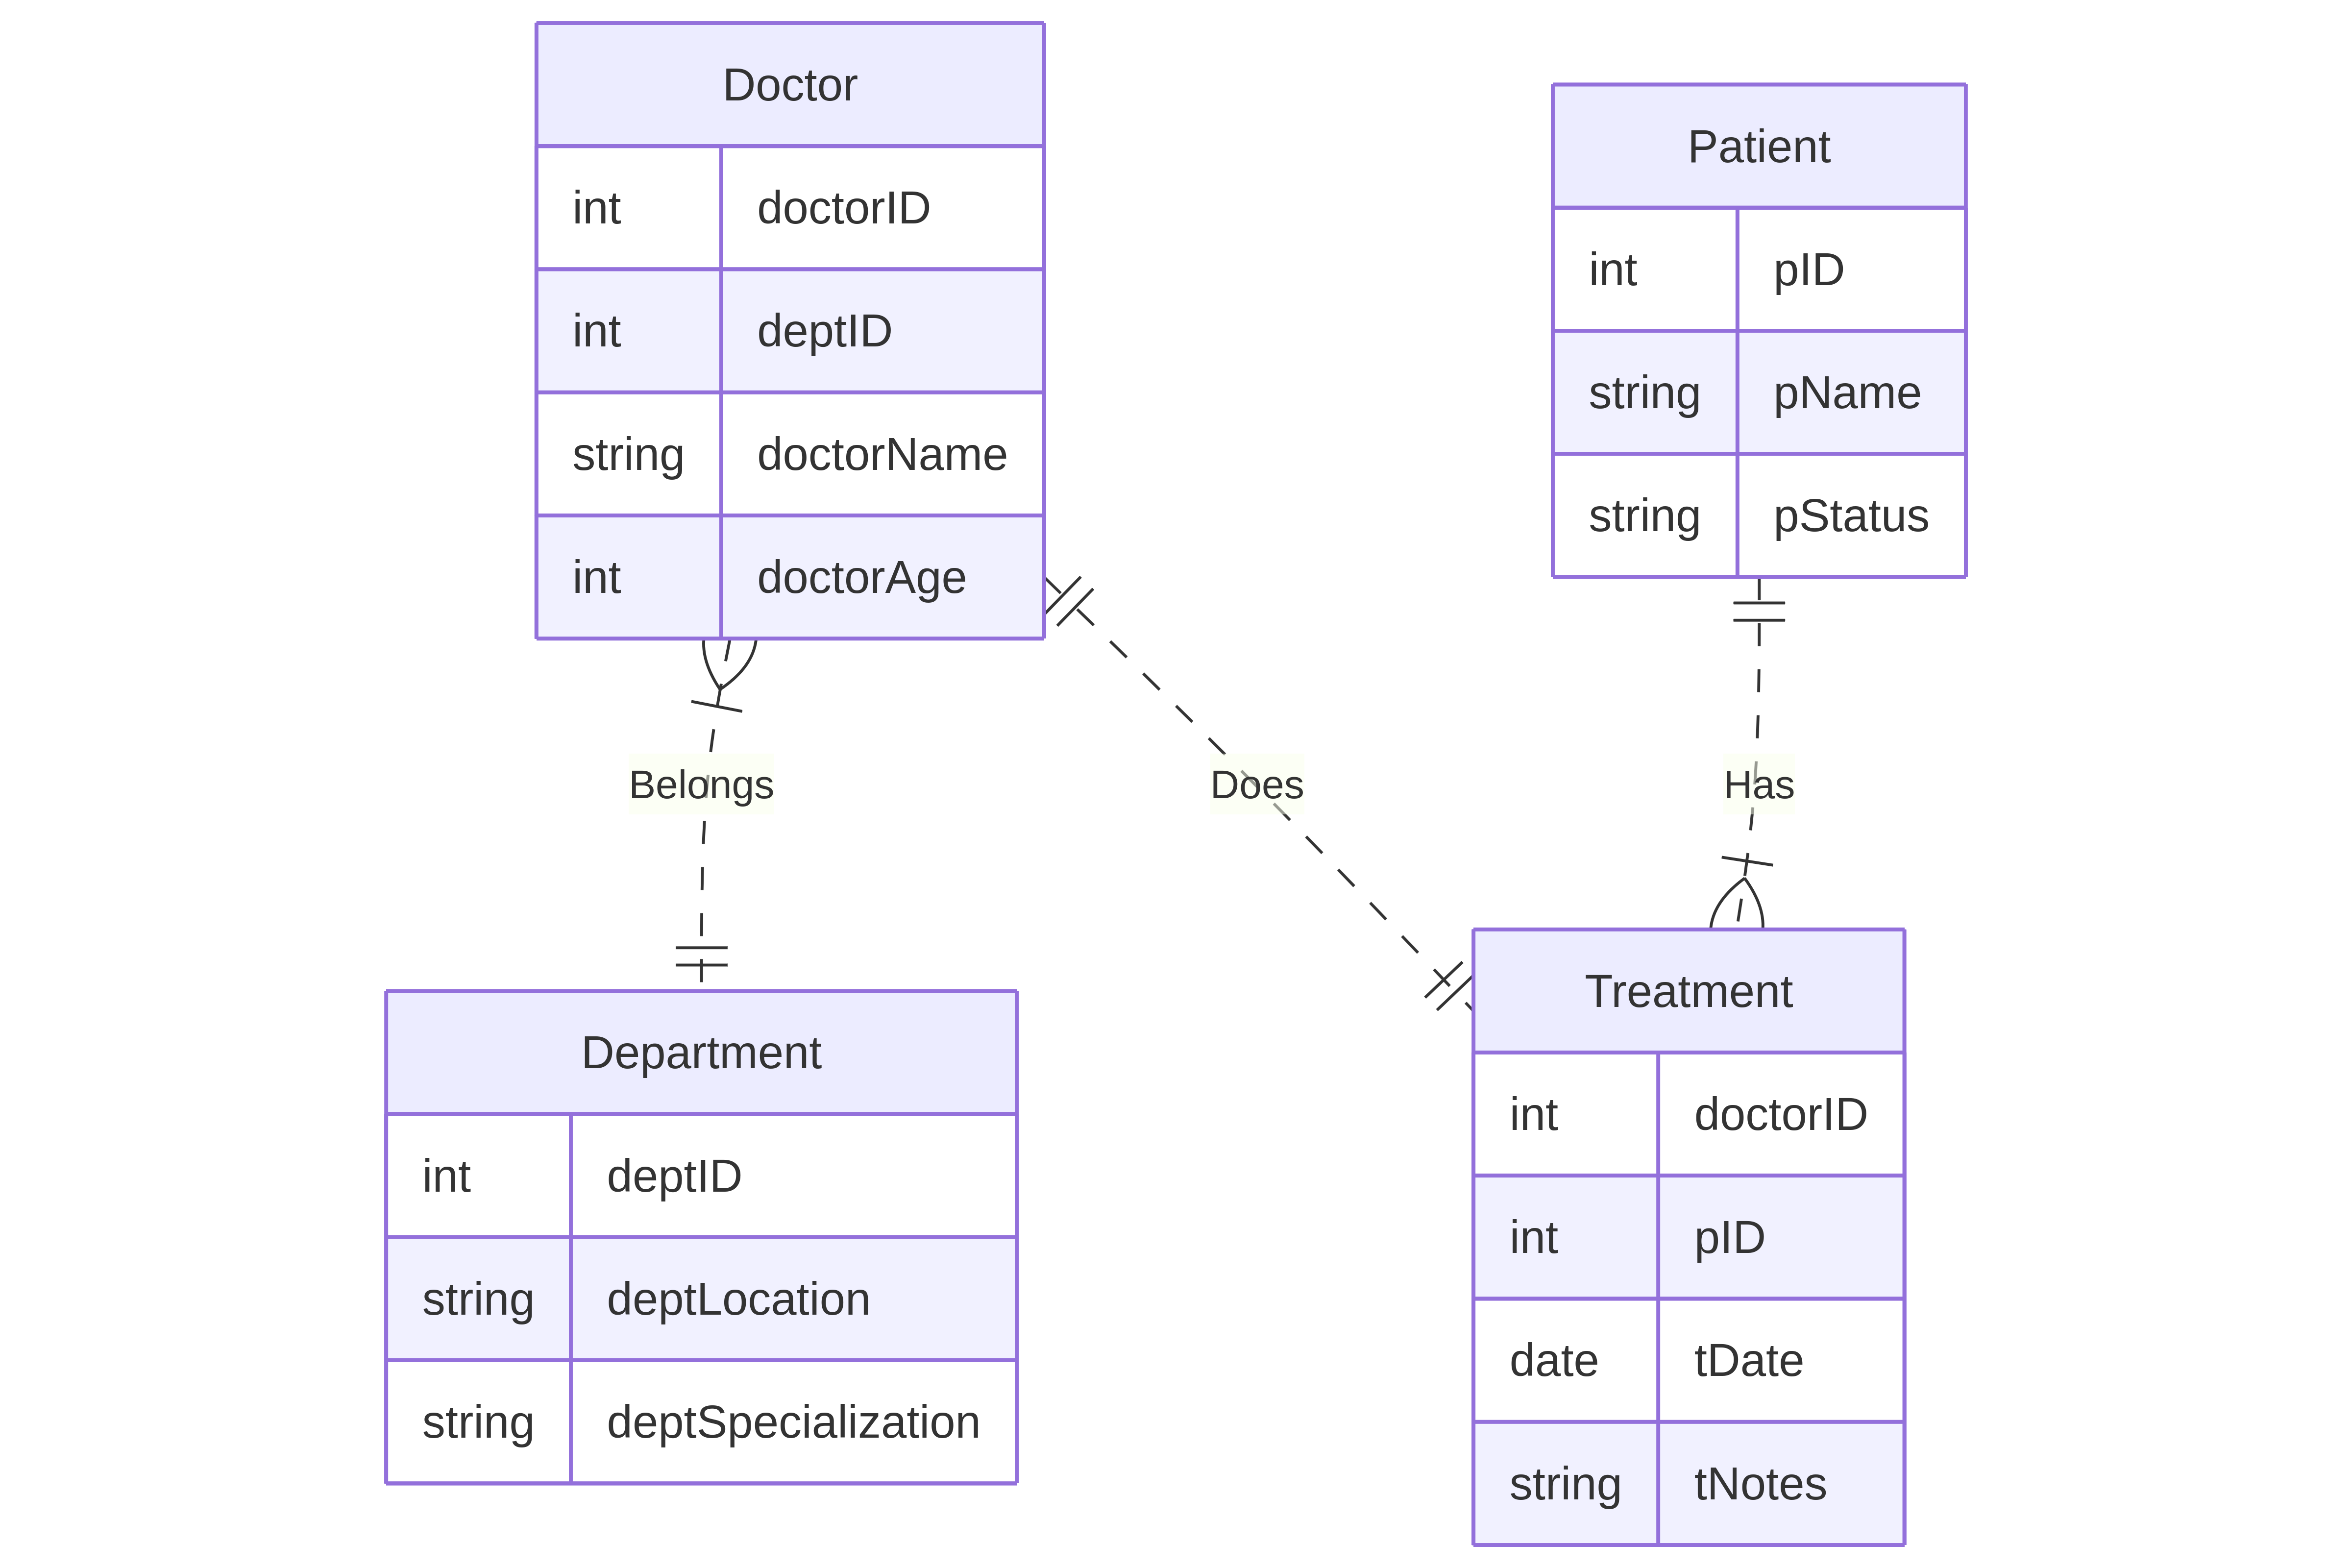 Doctor
int doctorID
int deptID
string doctorName
int doctorAge
Patient
int pID
string pName
string pStatus
Belongs
Does
Has
Department
int deptID
string deptLocation
string deptSpecialization
Treatment
int doctorID
int pID
date tDate
string tNotes